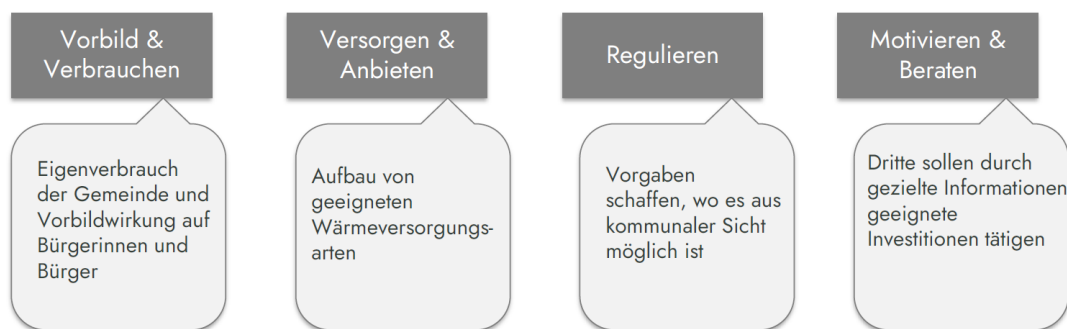 Vorbild &
Verbrauchen
Eigenverbrauch
der Gemeinde und
Vorbildwirkung auf
Bürgerinnen und
Bürger
Versorgen &
Anbieten
Aufbau von
geeigneten
Wärmeversorgungs-
arten
Regulieren
Vorgaben
schaffen, wo es aus
kommunaler Sicht
möglich ist
Motivieren &
Beraten
Dritte sollen durch
gezielte Informationen
geeignete
Investitionen tätigen